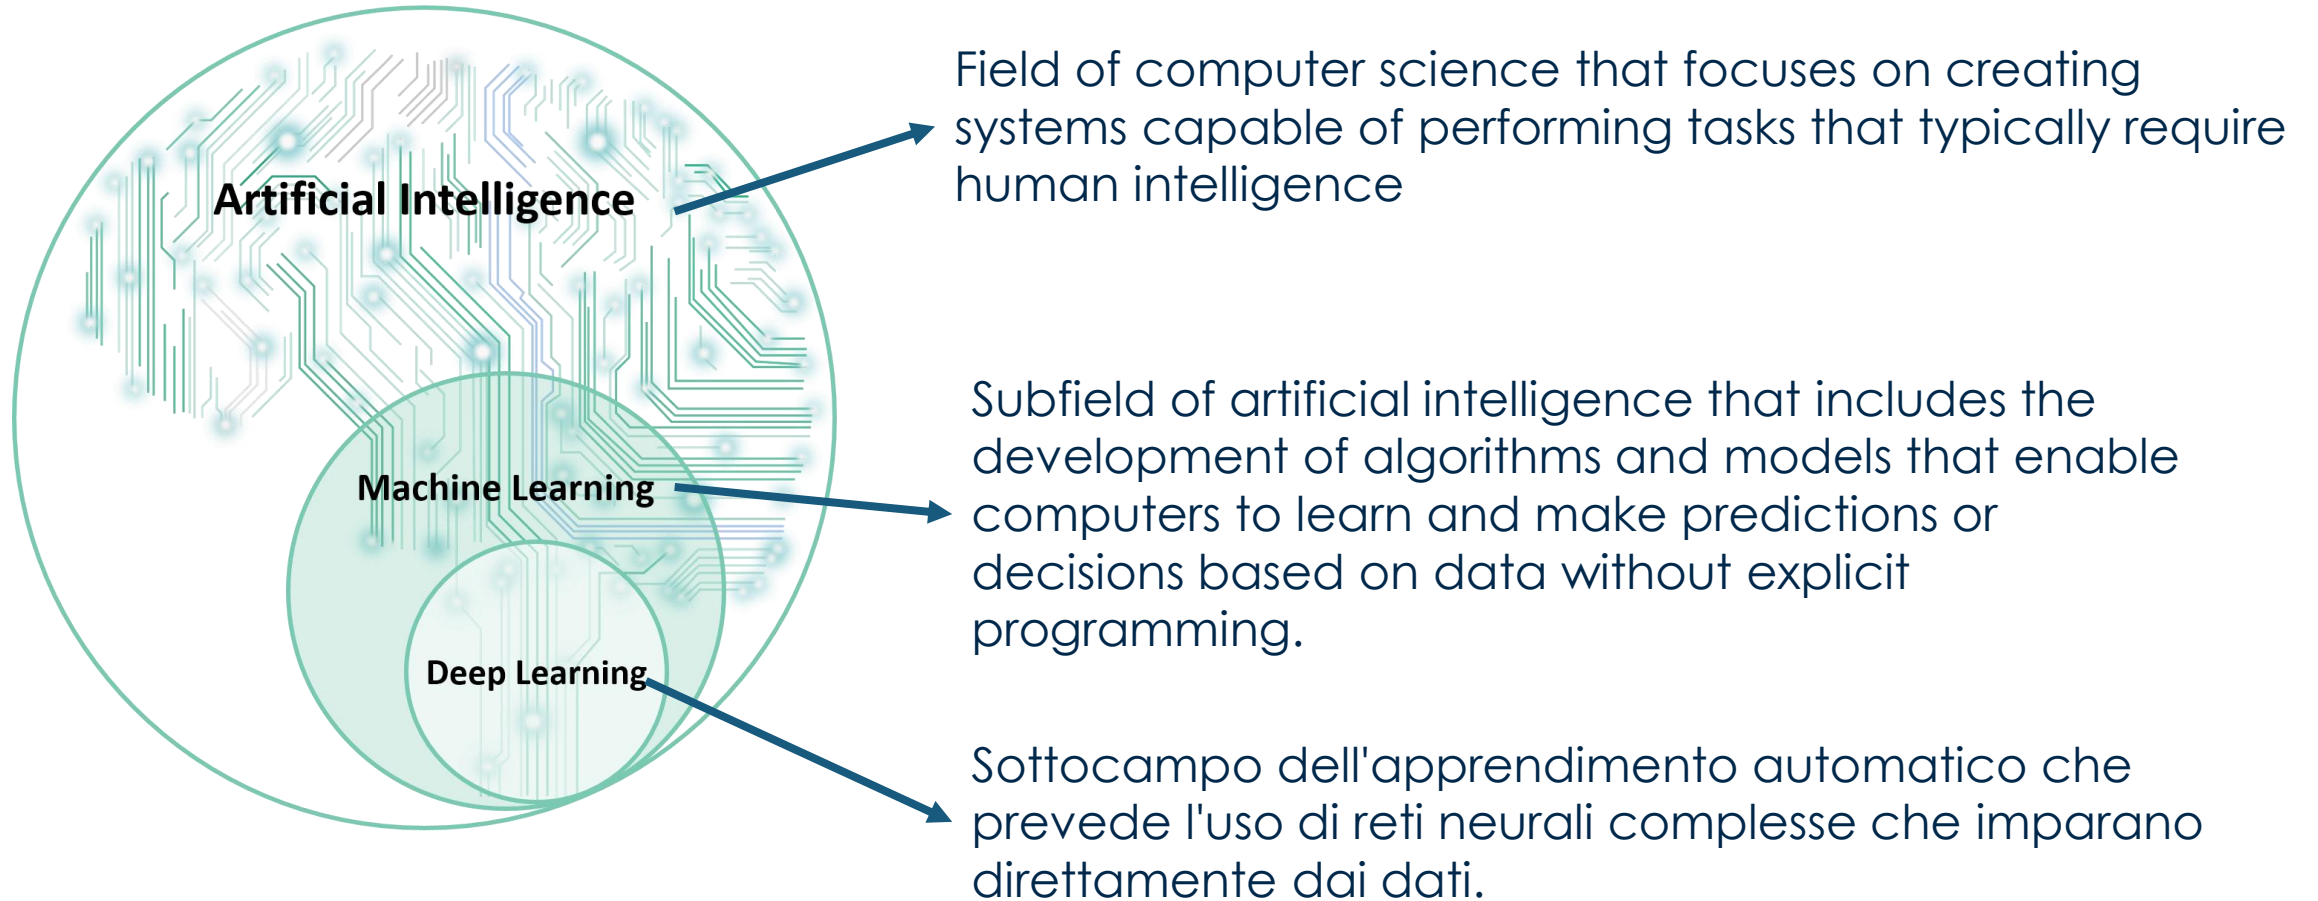 Artificial Intelligence
Field of computer science that focuses on creating
systems capable of performing tasks that typically require
human intelligence
Machine Learning
Subfield of artificial intelligence that includes the
development of algorithms and models that enable
computers to learn and make predictions or
decisions based on data without explicit
programming.
Deep Learning
Sottocampo dell'apprendimento automatico che
prevede l'uso di reti neurali complesse che imparano
direttamente dai dati.